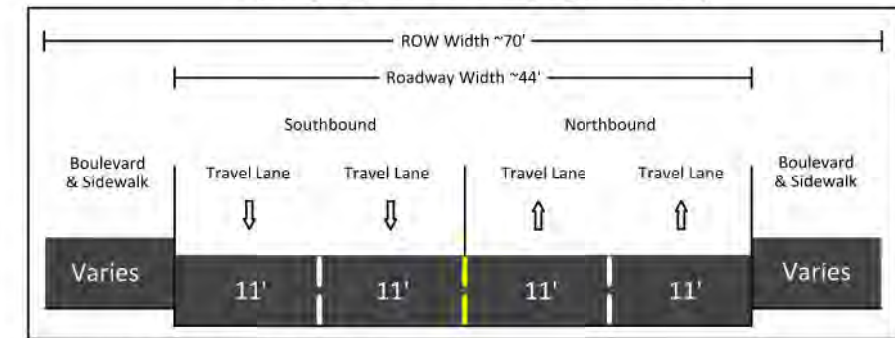 ROW Width ~70'
Roadway Width ~44'
Southbound Northbound
Boulevard
& Sidewalk
Travel Lane Travel Lane Travel Lane Travel Lane
Boulevard
& Sidewalk
Varies 11' 11' 11' 11' Varies